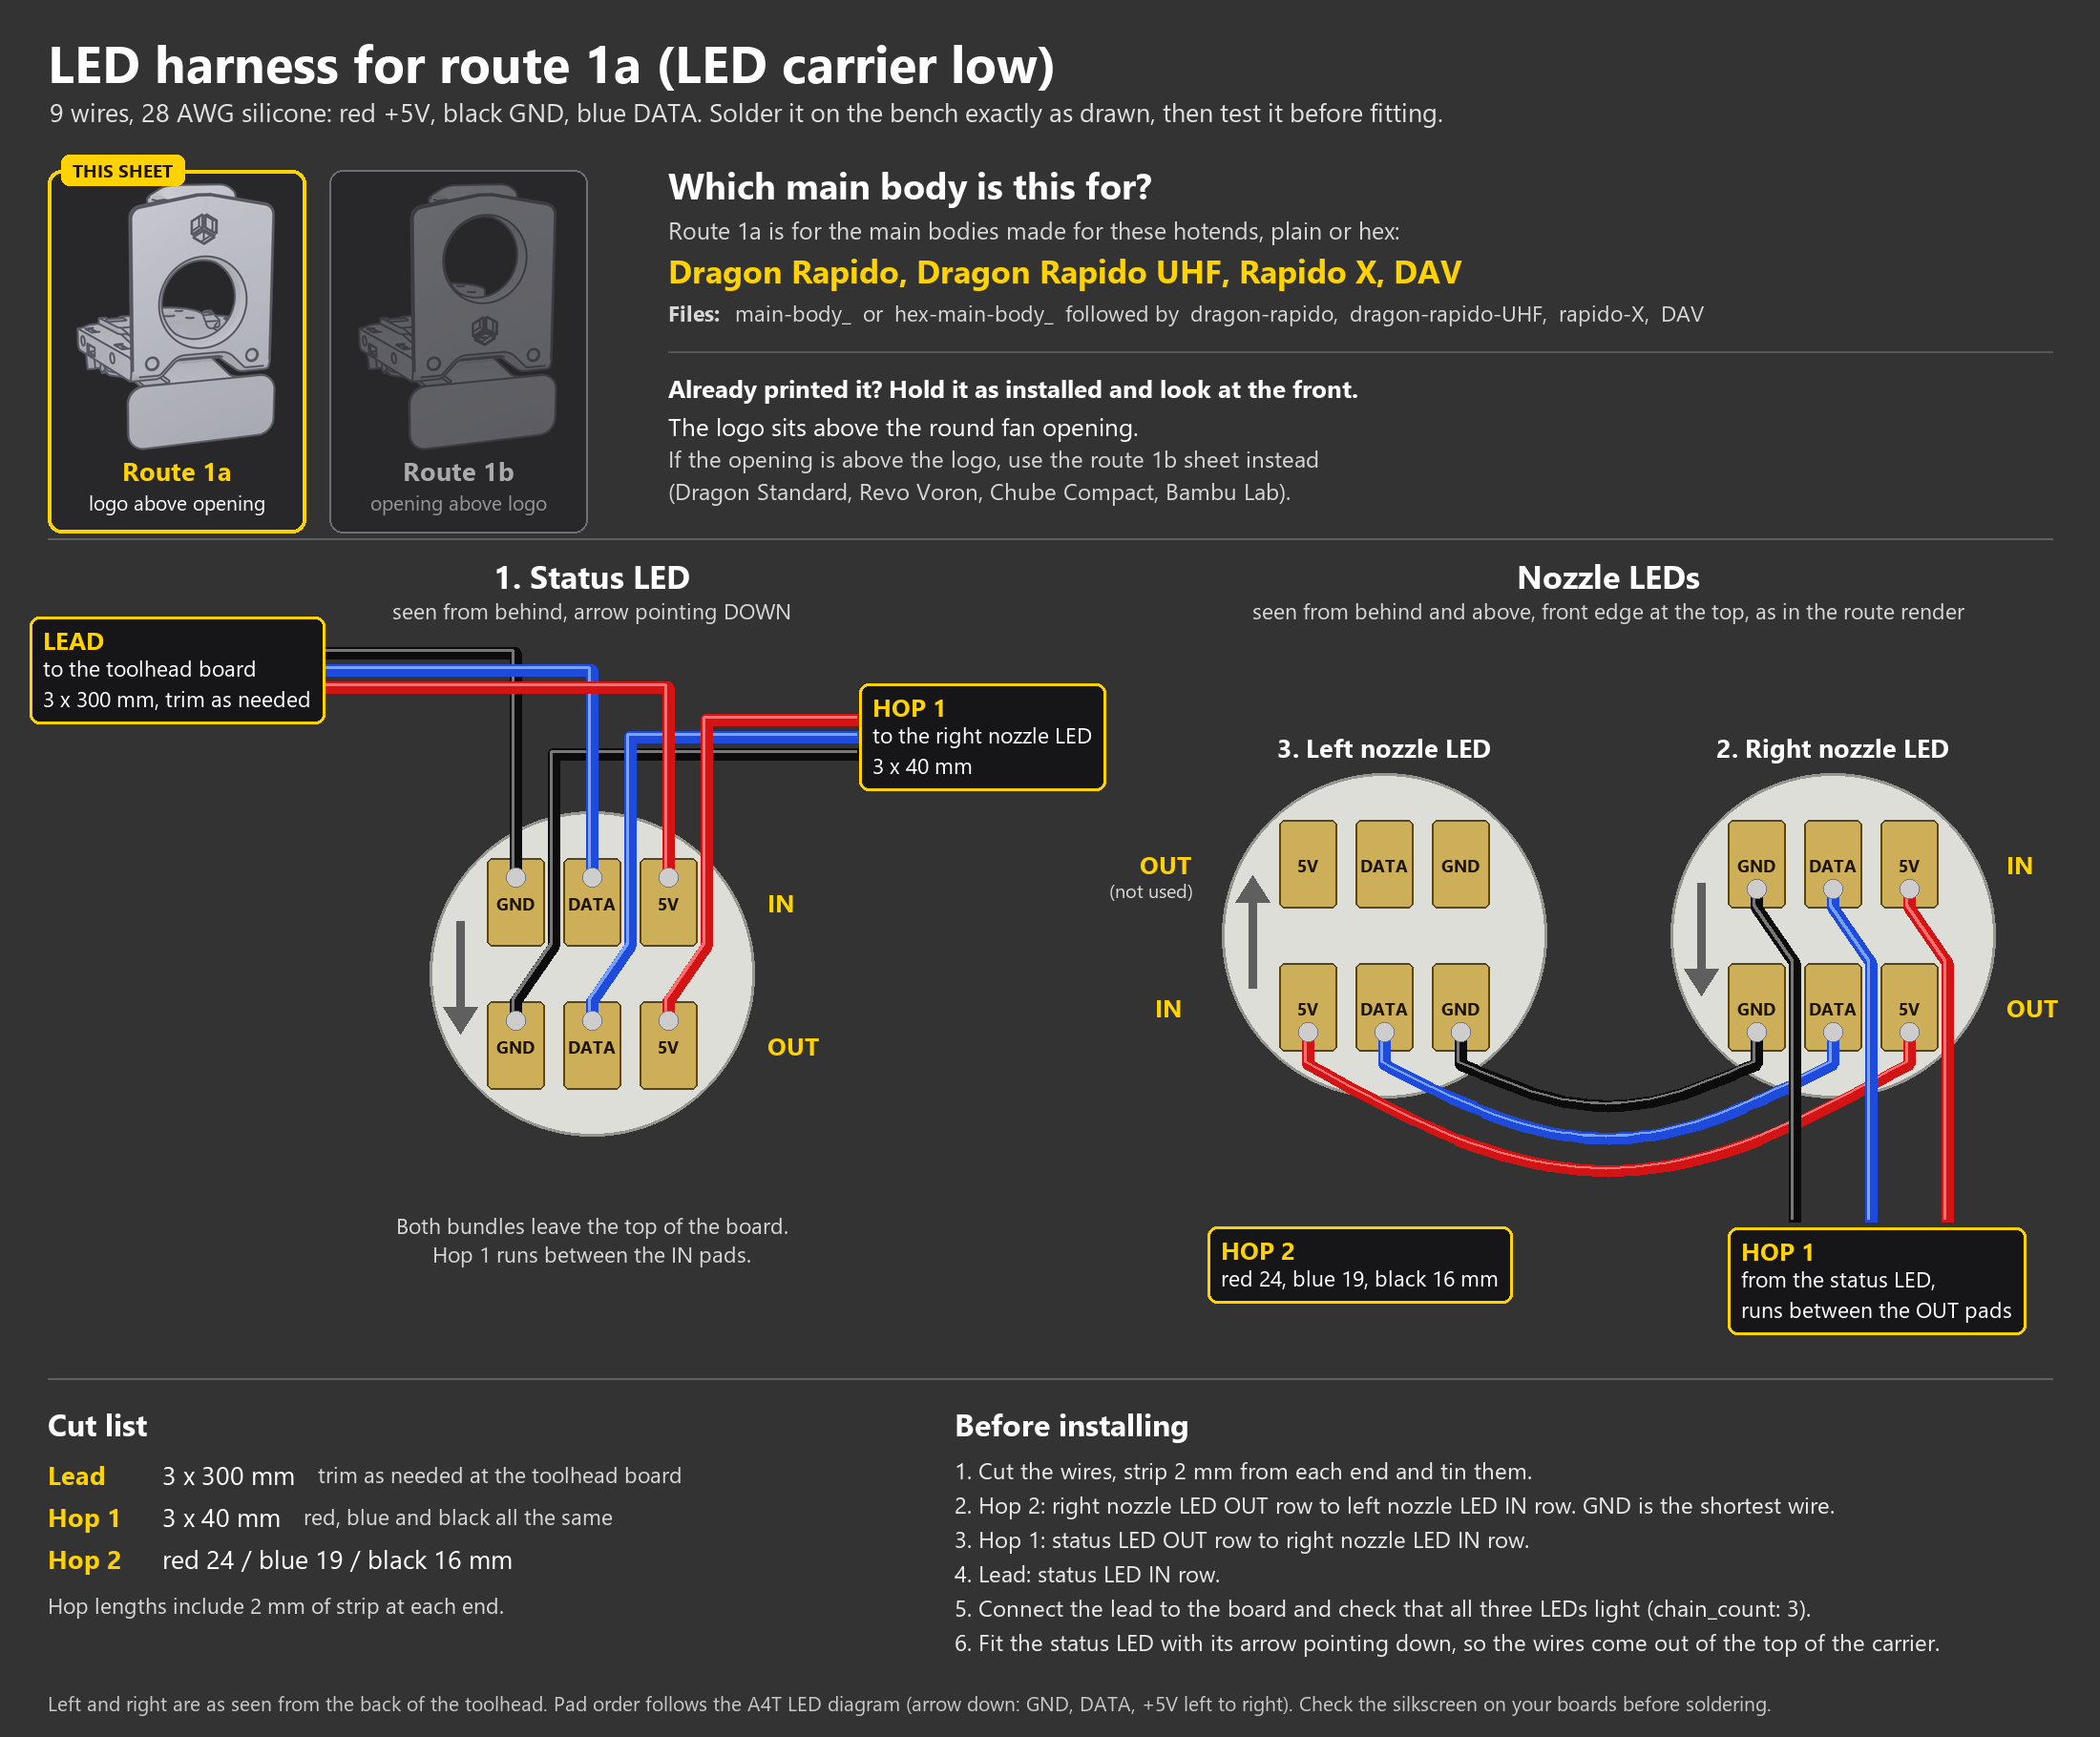 LED harness for route 1a (LED carrier low)
9 wires, 28 AWG silicone: red +5V, black GND, blue DATA. Solder it on the bench exactly as drawn, then test it before fitting.
THIS SHEET
Route 1a
logo above opening
Route 1b
opening above logo
Which main body is this for?
Route 1a is for the main bodies made for these hotends, plain or hex:
Dragon Rapido, Dragon Rapido UHF, Rapido X, DAV
Files: main-body_ or hex-main-body_ followed by dragon-rapido, dragon-rapido-UHF, rapido-X, DAV
Already printed it? Hold it as installed and look at the front.
The logo sits above the round fan opening.
If the opening is above the logo, use the route 1b sheet instead
(Dragon Standard, Revo Voron, Chube Compact, Bambu Lab).
1. Status LED
seen from behind, arrow pointing DOWN
LEAD
to the toolhead board
3 x 300 mm, trim as needed
HOP 1
to the right nozzle LED
3 x 40 mm
GND DATA 5V IN
GND DATA 5V OUT
Both bundles leave the top of the board.
Hop 1 runs between the IN pads.
Nozzle LEDs
seen from behind and above, front edge at the top, as in the route render
3. Left nozzle LED
OUT
(not used)
5V DATA GND
IN
5V DATA GND
2. Right nozzle LED
GND DATA 5V IN
GND DATA 5V OUT
HOP 2
red 24, blue 19, black 16 mm
HOP 1
from the status LED,
runs between the OUT pads
Cut list
Lead 3 x 300 mm trim as needed at the toolhead board
Hop 1 3 x 40 mm red, blue and black all the same
Hop 2 red 24 / blue 19 / black 16 mm
Hop lengths include 2 mm of strip at each end.
Before installing
1. Cut the wires, strip 2 mm from each end and tin them.
2. Hop 2: right nozzle LED OUT row to left nozzle LED IN row. GND is the shortest wire.
3. Hop 1: status LED OUT row to right nozzle LED IN row.
4. Lead: status LED IN row.
5. Connect the lead to the board and check that all three LEDs light (chain_count: 3).
6. Fit the status LED with its arrow pointing down, so the wires come out of the top of the carrier.
Left and right are as seen from the back of the toolhead. Pad order follows the A4T LED diagram (arrow down: GND, DATA, +5V left to right). Check the silkscreen on your boards before soldering.